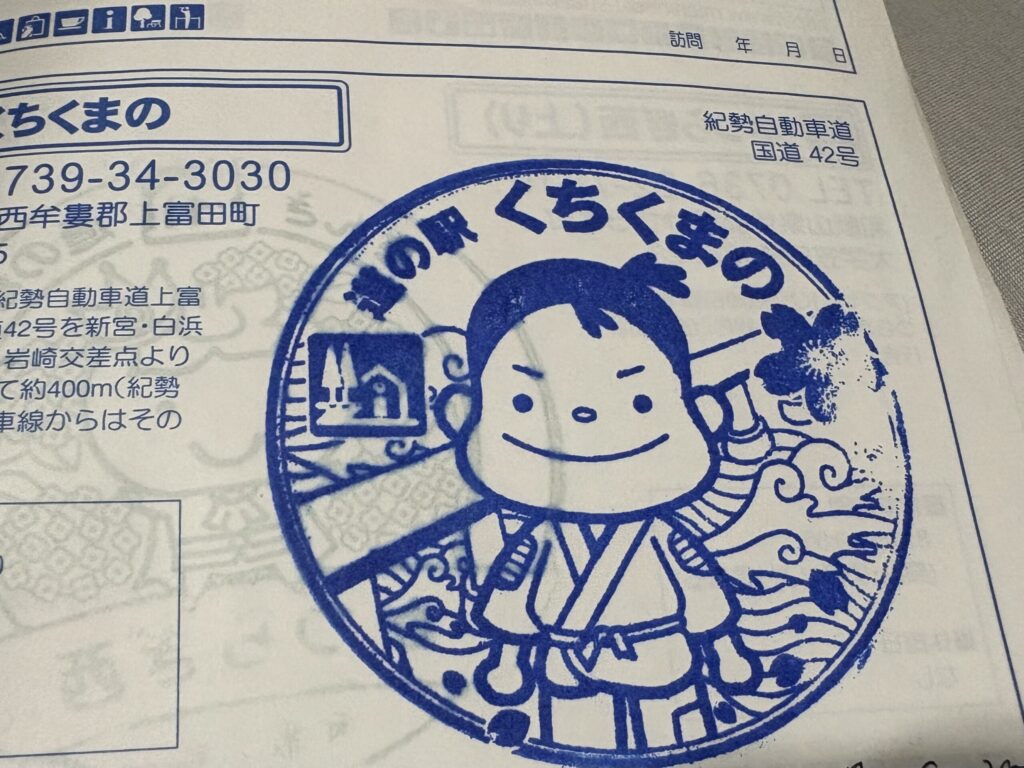 訪問 年 月 日
くちくまの
紀勢自動車道
国道 42号
739-34-3030
西牟婁郡上富田町
5
紀勢自動車道上富
42号を新宮・白浜
岩崎交差点より
て約400m(紀勢
車線からはその
道の駅 くちくまの